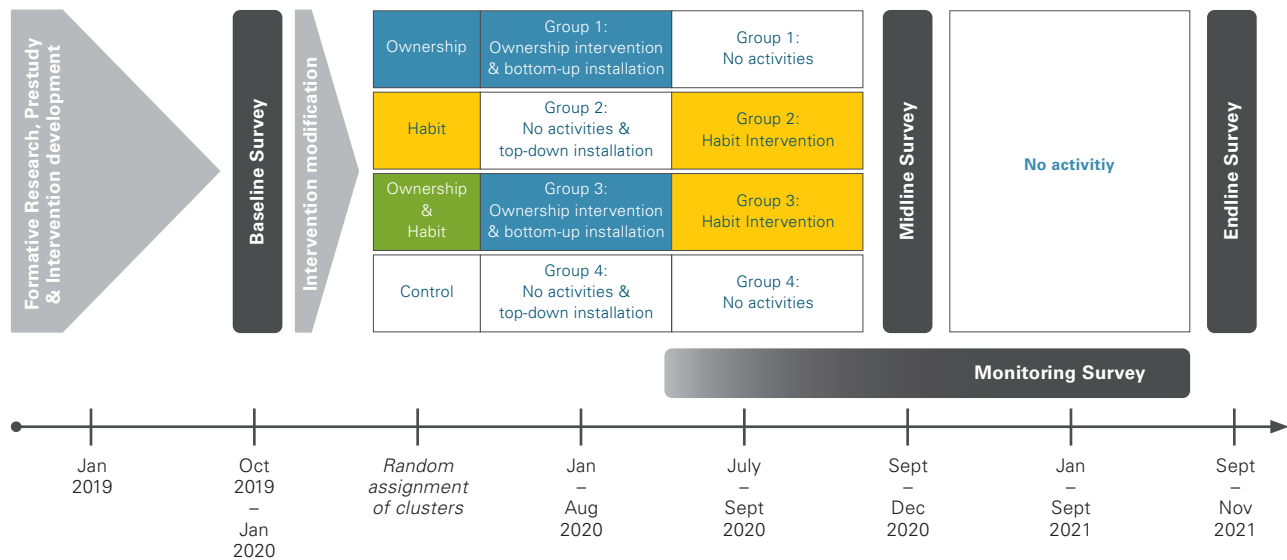 Formative Research, Prestudy
& Intervention development
Baseline Survey
Intervention modification
Ownership
Group 1:
Ownership intervention
& bottom-up installation
Group 1:
No activities
Habit
Group 2:
No activities &
top-down installation
Group 2:
Habit Intervention
Ownership
&
Habit
Group 3:
Ownership intervention
& bottom-up installation
Group 3:
Habit Intervention
Control
Group 4:
No activities &
top-down installation
Group 4:
No activities
Midline Survey
No activitiy
Endline Survey
Monitoring Survey
Jan
2019
Oct
2019
–
Jan
2020
Random
assignment
of clusters
Jan
–
Aug
2020
July
–
Sept
2020
Sept
–
Dec
2020
Jan
–
Sept
2021
Sept
–
Nov
2021